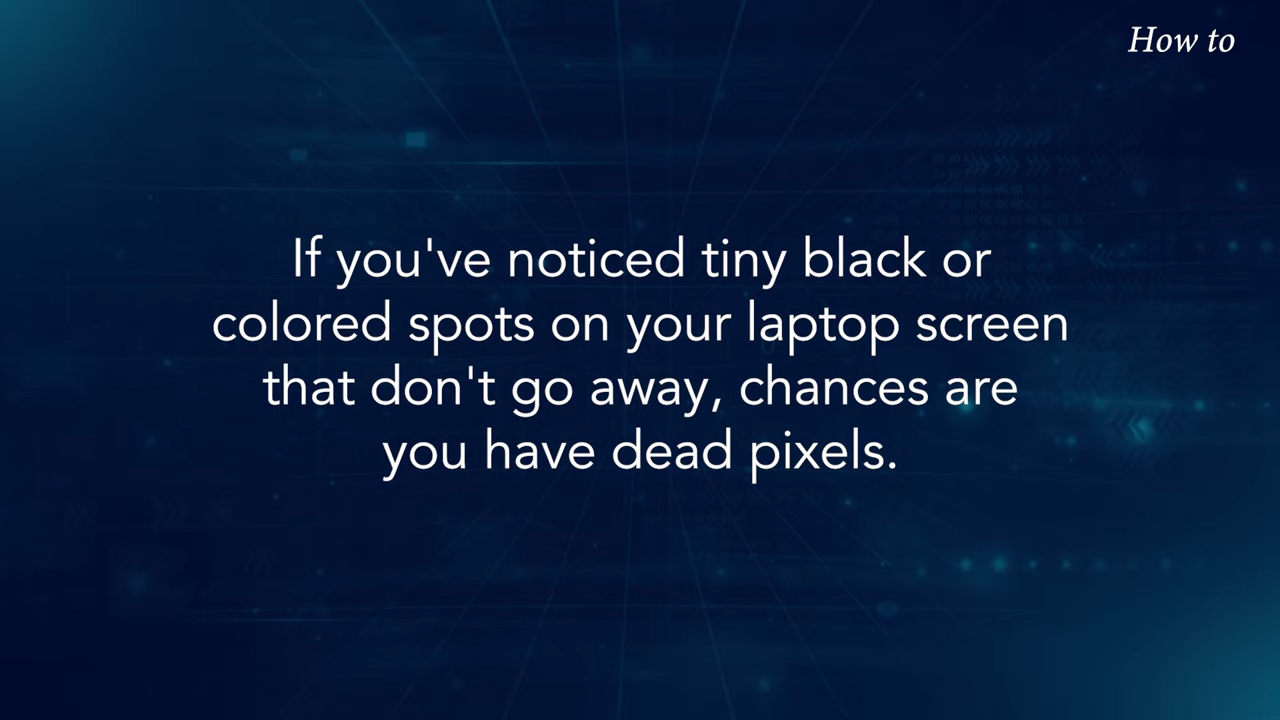 How to
If you've noticed tiny black or
colored spots on your laptop screen
that don't go away, chances are
you have dead pixels.